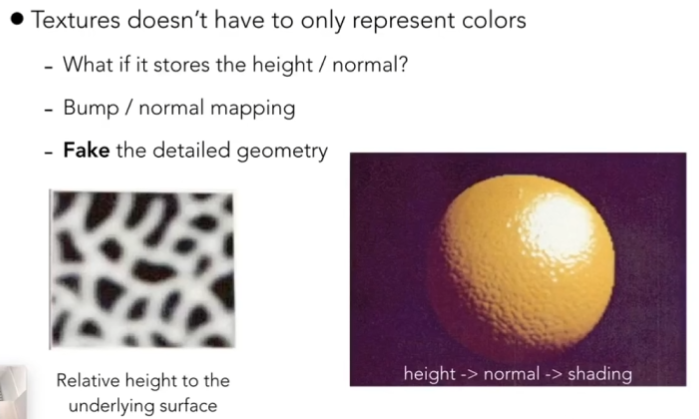 ● Textures doesn't have to only represent colors
- What if it stores the height / normal?
- Bump / normal mapping
- Fake the detailed geometry
height -> normal -> shading
Relative height to the
underlying surface